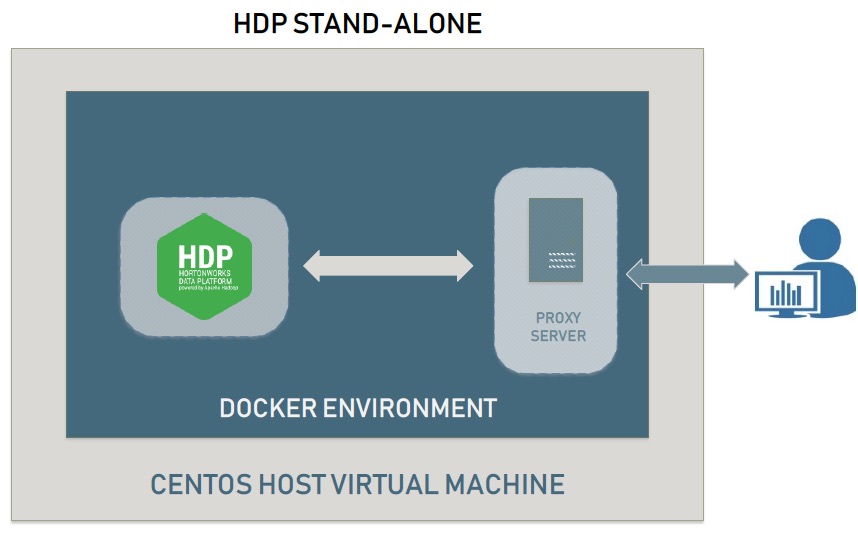 HDP STAND-ALONE
HDP
HORTONWORKS
DATA PLATFORM
powered by Apache Hadoop
PROXY
SERVER
DOCKER ENVIRONMENT
CENTOS HOST VIRTUAL MACHINE